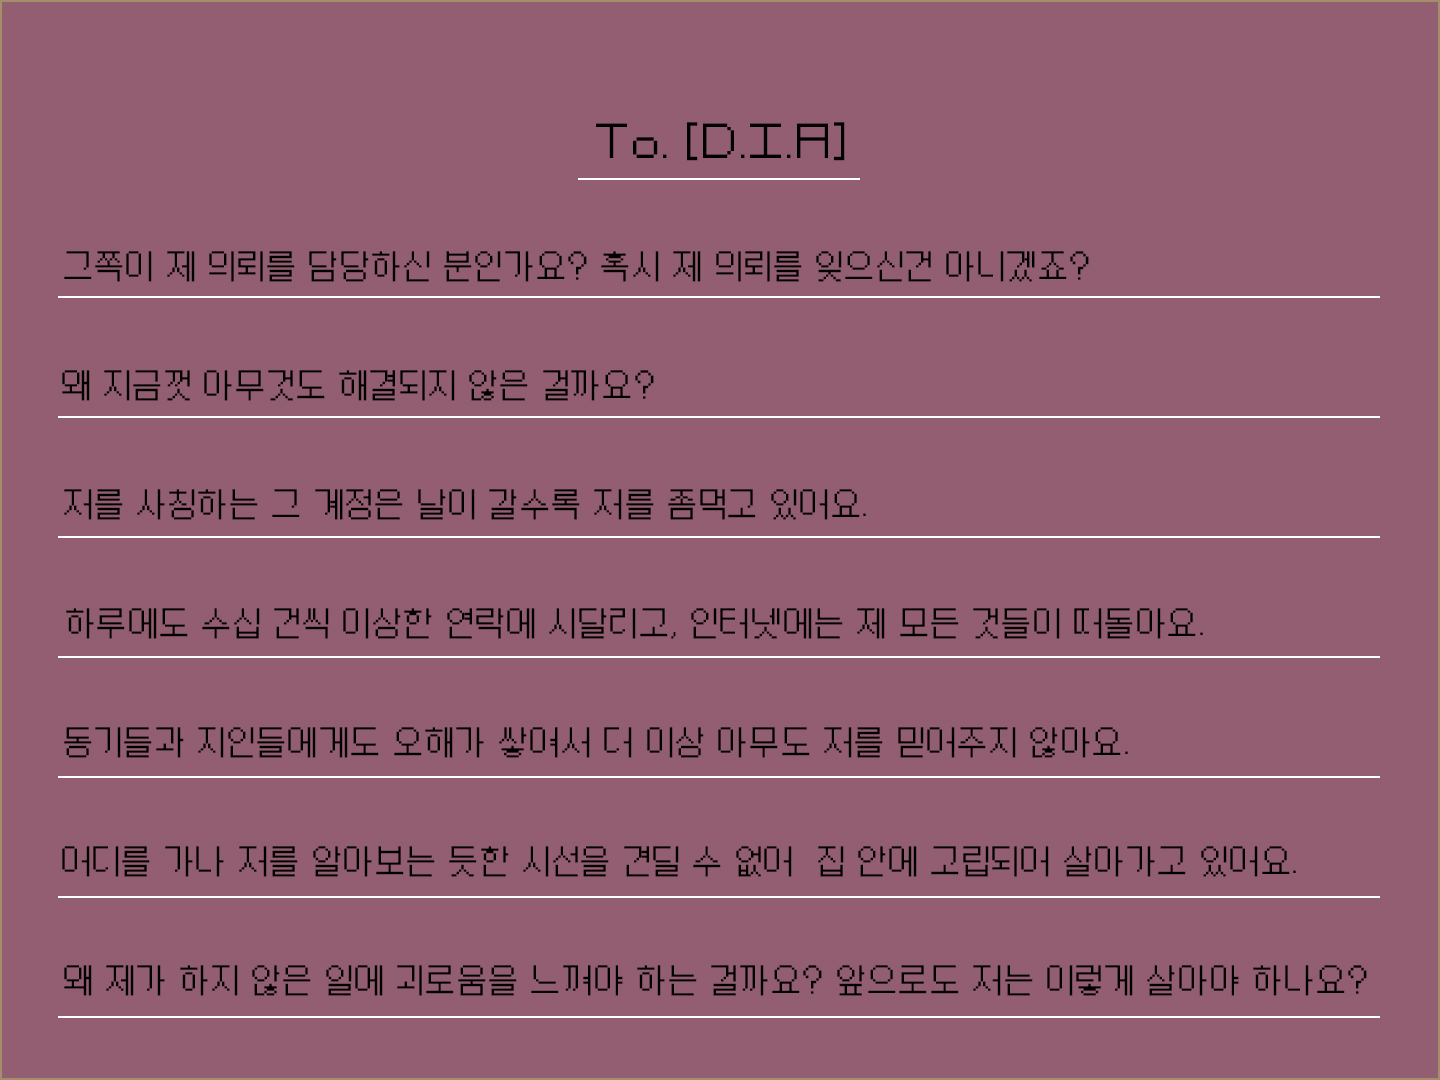 To. [D.I.A]
그쪽이 제 의뢰를 담당하신 분인가요? 혹시 제 의뢰를 잊으신건 아니겠죠?
왜 지금껏 아무것도 해결되지 않은 걸까요?
저를 사칭하는 그 계정은 날이 갈수록 저를 좀먹고 있어요.
하루에도 수십 건씩 이상한 연락에 시달리고, 인터넷에는 제 모든 것들이 떠돌아요.
동기들과 지인들에게도 오해가 쌓여서 더 이상 아무도 저를 믿어주지 않아요.
어디를 가나 저를 알아보는 듯한 시선을 견딜 수 없어  집 안에 고립되어 살아가고 있어요.
왜 제가 하지 않은 일에 괴로움을 느껴야 하는 걸까요? 앞으로도 저는 이렇게 살아야 하나요?